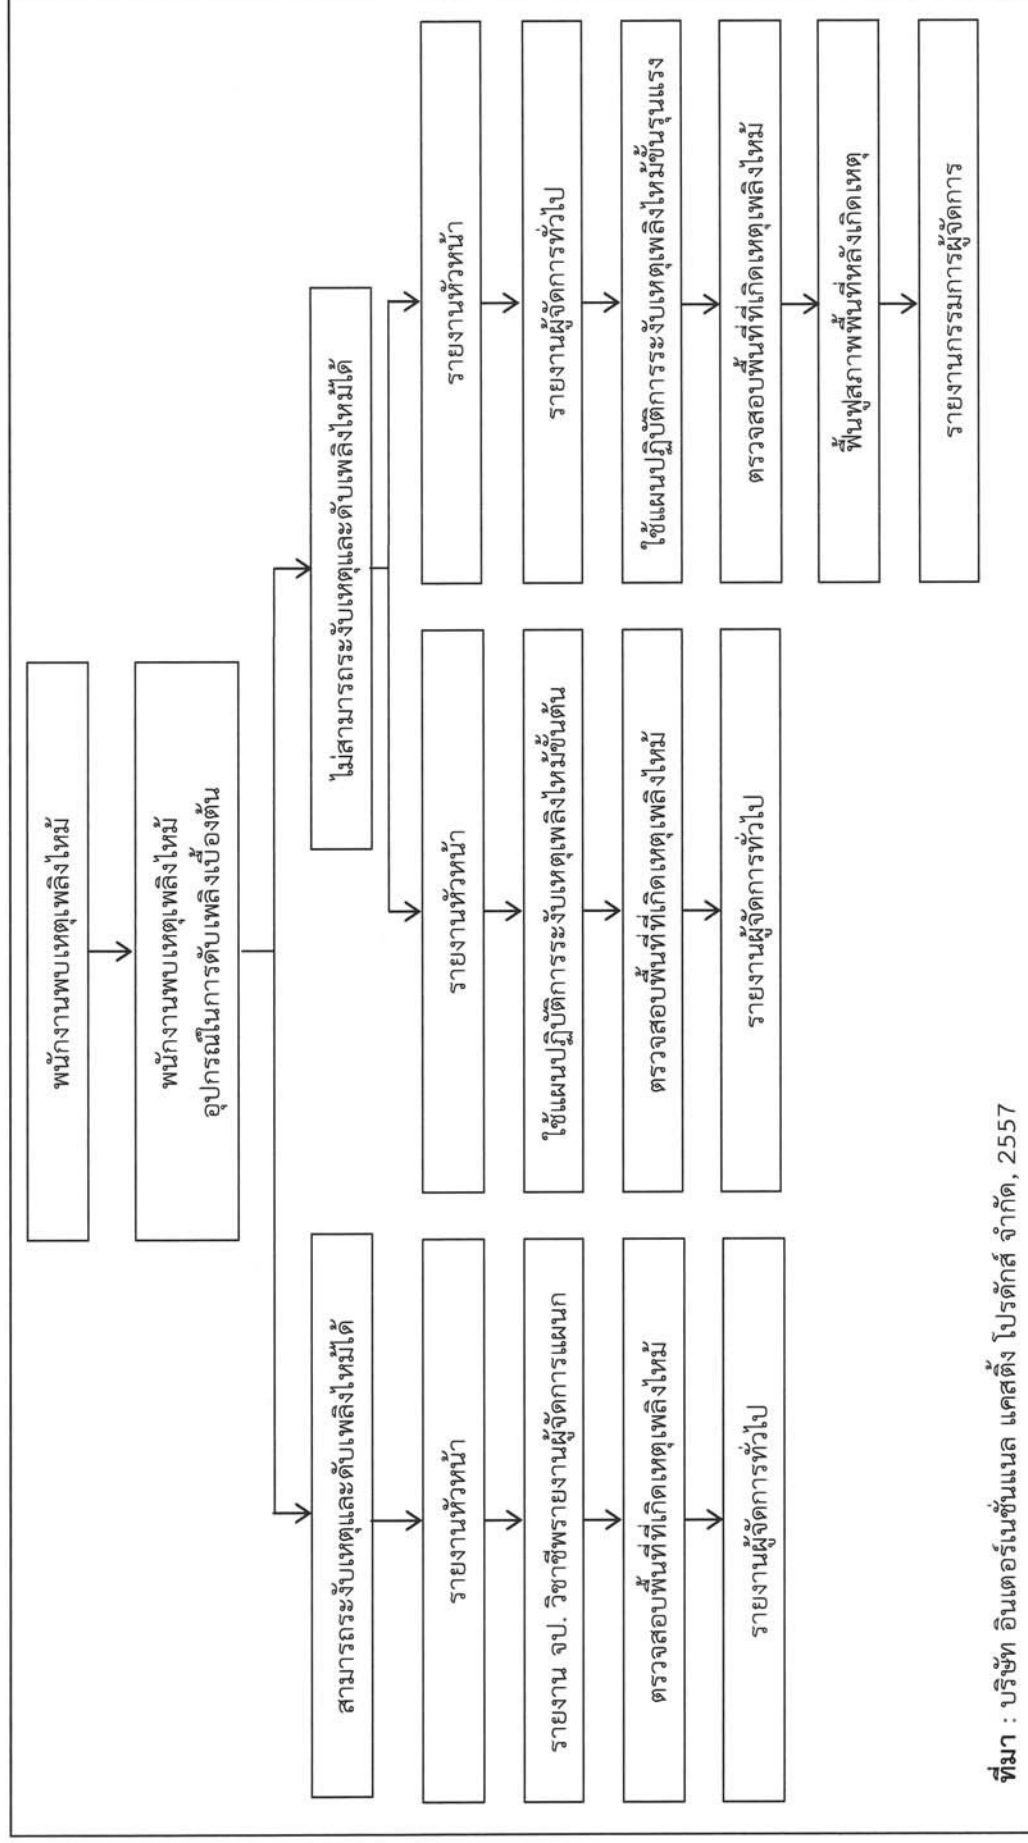 พนักงานพบเหตุเพลิงไหม้
พนักงานพบเหตุเพลิงไหม้
อุปกรณ์ในการดับเพลิงเบื้องต้น
สามารถระงับเหตุและดับเพลิงไหม้ได้
รายงานหัวหน้า
รายงาน จป. วิชาชีพรายงานผู้จัดการแผนก
ตรวจสอบพื้นที่ที่เกิดเหตุเพลิงไหม้
รายงานผู้จัดการทั่วไป
ไม่สามารถระงับเหตุและดับเพลิงไหม้ได้
รายงานหัวหน้า
ใช้แผนปฏิบัติการระงับเหตุเพลิงไหม้ขั้นต้น
ตรวจสอบพื้นที่ที่เกิดเหตุเพลิงไหม้
รายงานผู้จัดการทั่วไป
รายงานหัวหน้า
รายงานผู้จัดการทั่วไป
ใช้แผนปฏิบัติการระงับเหตุเพลิงไหม้ขั้นรุนแรง
ตรวจสอบพื้นที่ที่เกิดเหตุเพลิงไหม้
ฟื้นฟูสภาพพื้นที่หลังเกิดเหตุ
รายงานกรรมการผู้จัดการ
ที่มา : บริษัท อินเตอร์เนชั่นแนล แคสติ้ง โปรดักส์ จำกัด, 2557